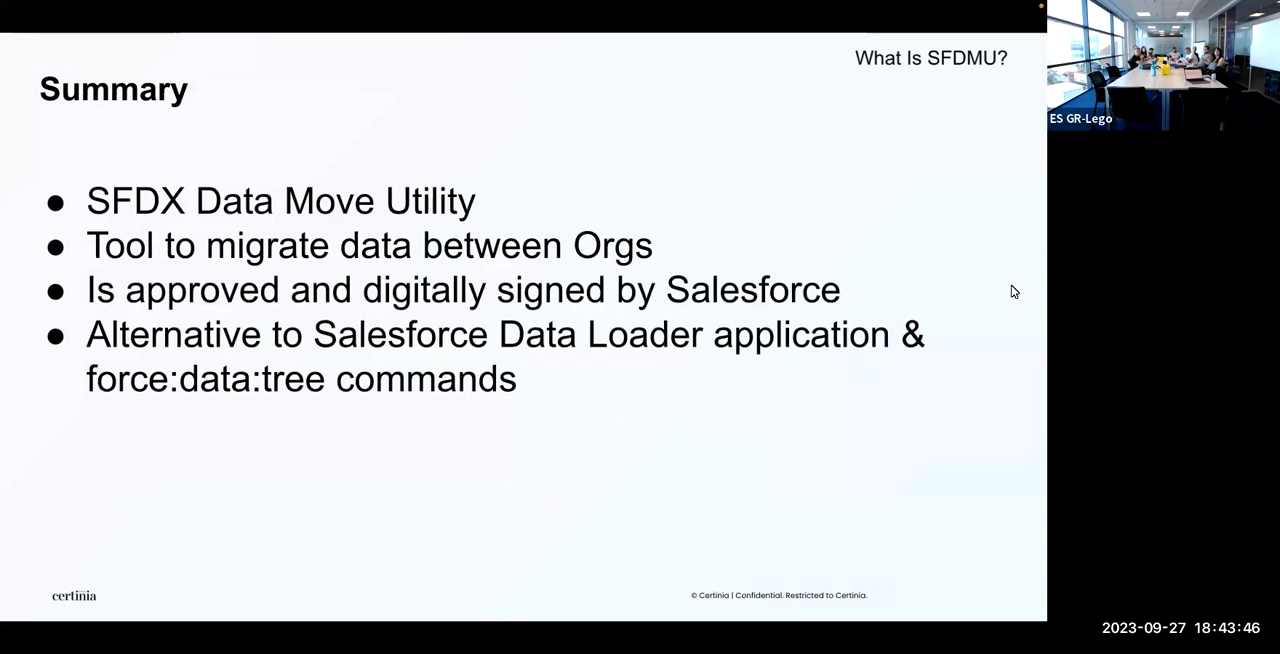 What Is SFDMU?
Summary
● SFDX Data Move Utility
● Tool to migrate data between Orgs
● Is approved and digitally signed by Salesforce
● Alternative to Salesforce Data Loader application &
force:data:tree commands
certinia
© Certinia | Confidential. Restricted to Certinia.
ES GR-Lego
2023-09-27 18:43:46